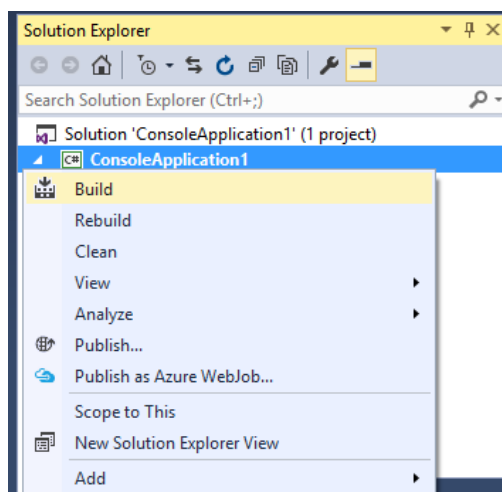 Solution Explorer
Search Solution Explorer (Ctrl+;)
Solution 'ConsoleApplication1' (1 project)
C# ConsoleApplication1
Build
Rebuild
Clean
View
Analyze
Publish...
Publish as Azure WebJob...
Scope to This
New Solution Explorer View
Add